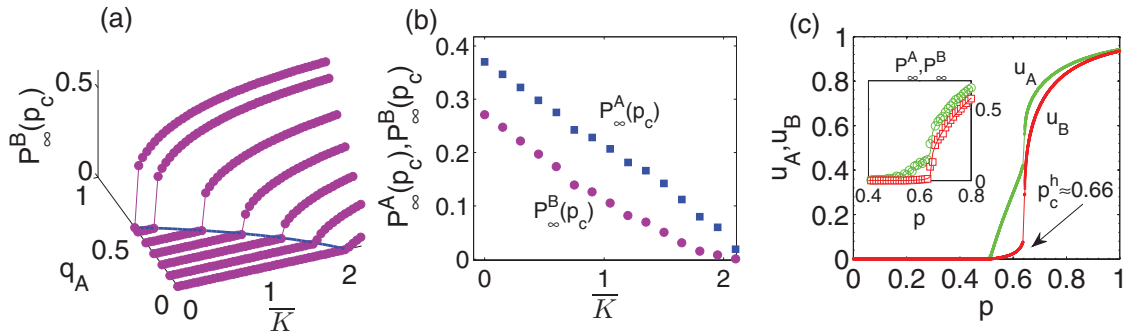 (a)
P^B_∞(p_c)
0.5
0
1
0.5
0
q_A
0
1
2
K̅
(b)
P^A_∞(p_c),P^B_∞(p_c)
0.4
0.3
0.2
0.1
0
P^A_∞(p_c)
P^B_∞(p_c)
0
1
2
K̅
(c)
u_A,u_B
1
0.8
0.6
0.4
0.2
0
P^A_∞,P^B_∞
u_A
u_B
0.5
0
0.4
0.6
0.8
p
p^h_c≈0.66
0
0.2
0.4
0.6
0.8
1
p